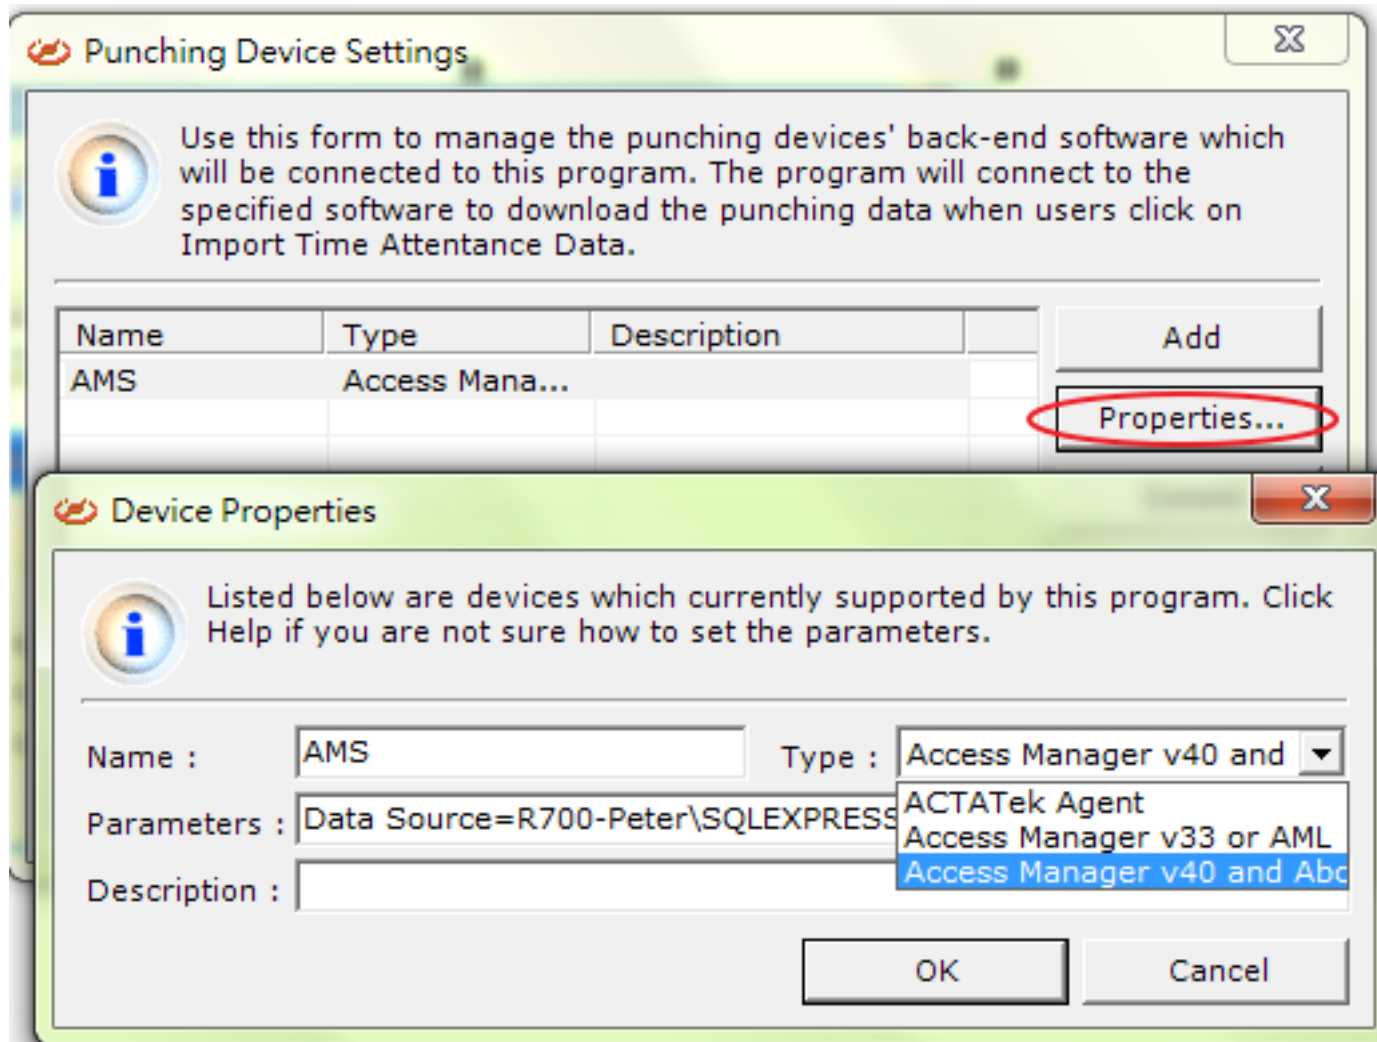 Punching Device Settings
Use this form to manage the punching devices' back-end software which
will be connected to this program. The program will connect to the
specified software to download the punching data when users click on
Import Time Attentance Data.
Name Type Description
Add
AMS Access Mana...
Properties...
Device Properties
Listed below are devices which currently supported by this program. Click
Help if you are not sure how to set the parameters.
Name : AMS Type : Access Manager v40 and
Parameters : Data Source=R700-Peter\SQLEXPRESS
ACTATek Agent
Access Manager v33 or AML
Access Manager v40 and Abo
Description :
OK Cancel